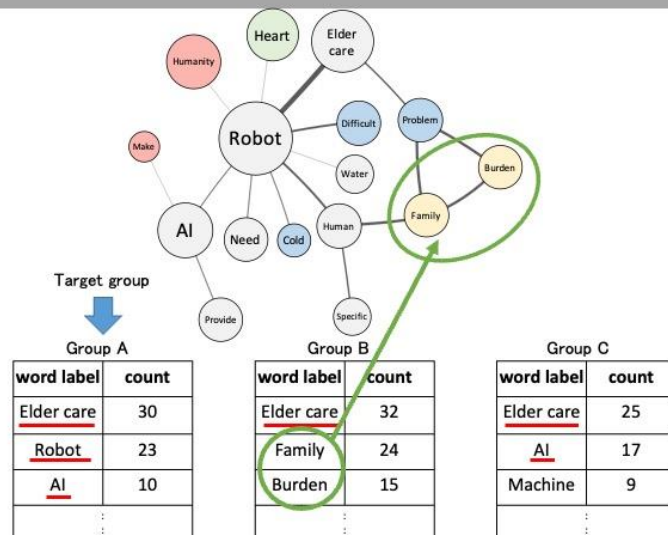 Heart
Elder
care
Humanity
Robot
Difficult
Problem
Make
Water
Burden
AI
Need
Cold
Human
Family
Target group
Provide
Specific
Group A
word label count
Elder care 30
Robot 23
AI 10
Group B
word label count
Elder care 32
Family 24
Burden 15
Group C
word label count
Elder care 25
AI 17
Machine 9